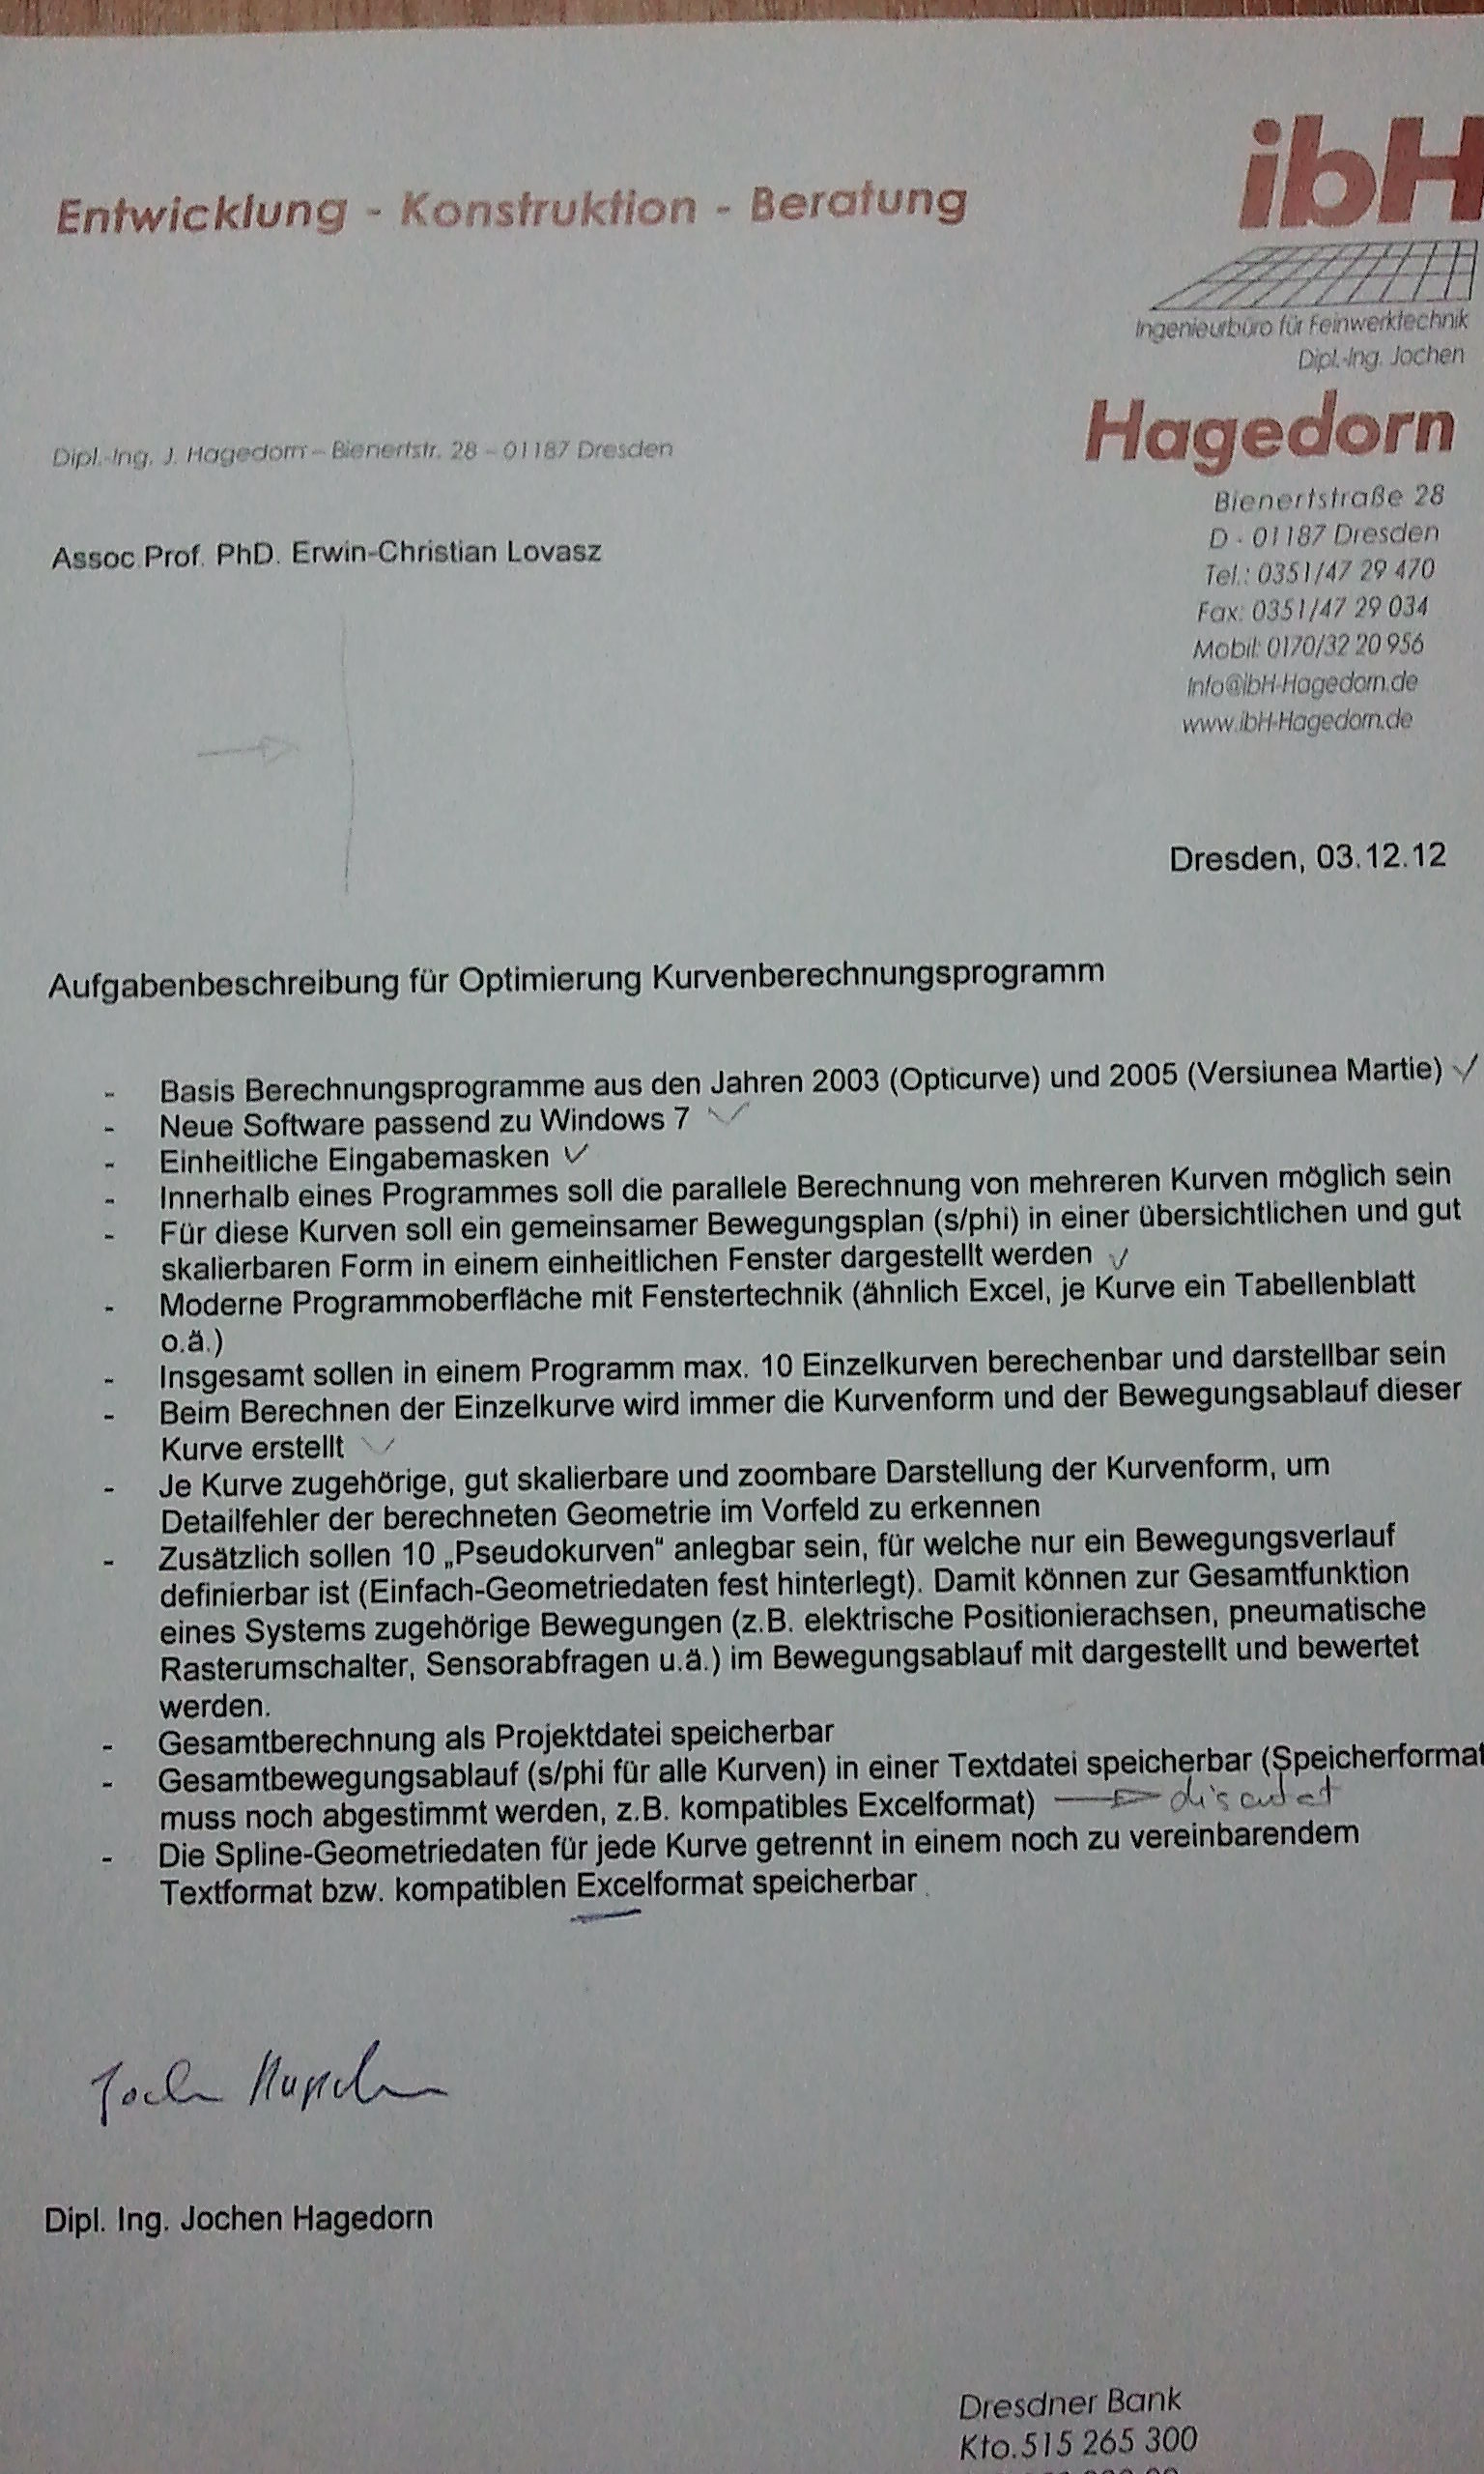 ibH
Entwicklung - Konstruktion - Beratung
Ingenieurbüro für Feinwerktechnik
Dipl.-Ing. Jochen
Hagedorn
Dipl.-Ing. J. Hagedorn – Bienertstr. 28 – 01187 Dresden
Bienertstraße 28
D - 01187 Dresden
Tel.: 0351/47 29 470
Fax: 0351/47 29 034
Mobil: 0170/32 20 956
Info@ibH-Hagedorn.de
www.ibH-Hagedorn.de
Assoc.Prof. PhD. Erwin-Christian Lovasz
Dresden, 03.12.12
Aufgabenbeschreibung für Optimierung Kurvenberechnungsprogramm
- Basis Berechnungsprogramme aus den Jahren 2003 (Opticurve) und 2005 (Versiunea Martie) ✓
- Neue Software passend zu Windows 7 ✓
- Einheitliche Eingabemasken ✓
- Innerhalb eines Programmes soll die parallele Berechnung von mehreren Kurven möglich sein
- Für diese Kurven soll ein gemeinsamer Bewegungsplan (s/phi) in einer übersichtlichen und gut
skalierbaren Form in einem einheitlichen Fenster dargestellt werden ✓
- Moderne Programmoberfläche mit Fenstertechnik (ähnlich Excel, je Kurve ein Tabellenblatt
o.ä.)
- Insgesamt sollen in einem Programm max. 10 Einzelkurven berechenbar und darstellbar sein
- Beim Berechnen der Einzelkurve wird immer die Kurvenform und der Bewegungsablauf dieser
Kurve erstellt ✓
- Je Kurve zugehörige, gut skalierbare und zoombare Darstellung der Kurvenform, um
Detailfehler der berechneten Geometrie im Vorfeld zu erkennen
- Zusätzlich sollen 10 „Pseudokurven“ anlegbar sein, für welche nur ein Bewegungsverlauf
definierbar ist (Einfach-Geometriedaten fest hinterlegt). Damit können zur Gesamtfunktion
eines Systems zugehörige Bewegungen (z.B. elektrische Positionierachsen, pneumatische
Rasterumschalter, Sensorabfragen u.ä.) im Bewegungsablauf mit dargestellt und bewertet
werden.
- Gesamtberechnung als Projektdatei speicherbar
- Gesamtbewegungsablauf (s/phi für alle Kurven) in einer Textdatei speicherbar (Speicherformat
muss noch abgestimmt werden, z.B. kompatibles Excelformat) → discutat
- Die Spline-Geometriedaten für jede Kurve getrennt in einem noch zu vereinbarendem
Textformat bzw. kompatiblen Excelformat speicherbar
Jochen Hagedorn
Dipl. Ing. Jochen Hagedorn
Dresdner Bank
Kto.515 265 300